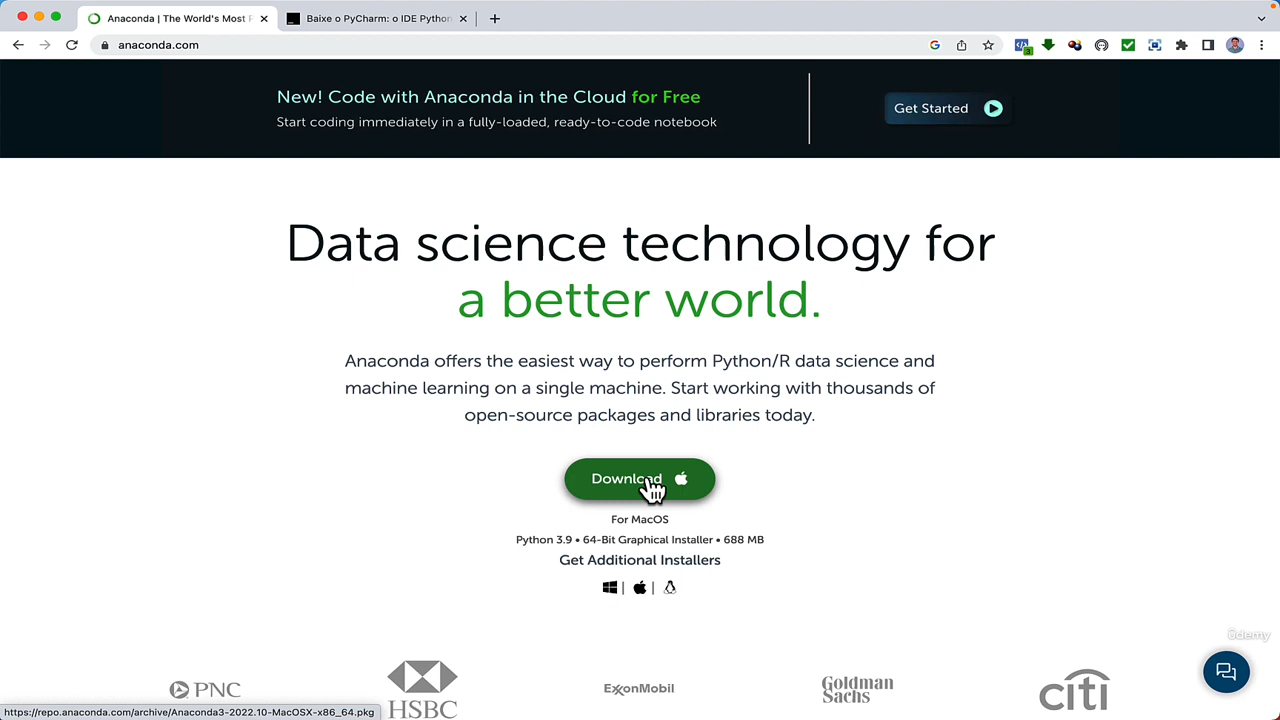 Anaconda | The World's Most P
Baixe o PyCharm: o IDE Python
anaconda.com
3
New! Code with Anaconda in the Cloud for Free
Start coding immediately in a fully-loaded, ready-to-code notebook
Get Started
Data science technology for
a better world.
Anaconda offers the easiest way to perform Python/R data science and
machine learning on a single machine. Start working with thousands of
open-source packages and libraries today.
Download
For MacOS
Python 3.9 • 64-Bit Graphical Installer • 688 MB
Get Additional Installers
| |
Udemy
PNC
HSBC
ExxonMobil
Goldman
Sachs
citi
https://repo.anaconda.com/archive/Anaconda3-2022.10-MacOSX-x86_64.pkg